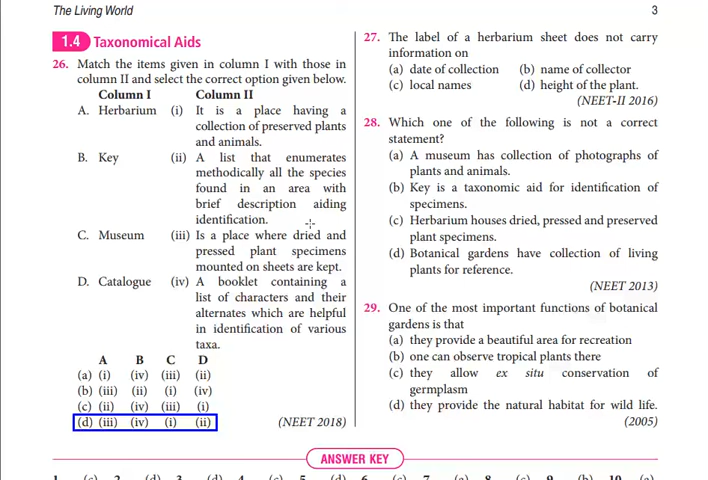 The Living World
3
1.4 Taxonomical Aids
26. Match the items given in column I with those in
column II and select the correct option given below.
Column I Column II
A. Herbarium (i) It is a place having a
collection of preserved plants
and animals.
B. Key (ii) A list that enumerates
methodically all the species
found in an area with
brief description aiding
identification.
C. Museum (iii) Is a place where dried and
pressed plant specimens
mounted on sheets are kept.
D. Catalogue (iv) A booklet containing a
list of characters and their
alternates which are helpful
in identification of various
taxa.
A B C D
(a) (i) (iv) (iii) (ii)
(b) (iii) (ii) (i) (iv)
(c) (ii) (iv) (iii) (i)
(d) (iii) (iv) (i) (ii) (NEET 2018)
27. The label of a herbarium sheet does not carry
information on
(a) date of collection (b) name of collector
(c) local names (d) height of the plant.
(NEET-II 2016)
28. Which one of the following is not a correct
statement?
(a) A museum has collection of photographs of
plants and animals.
(b) Key is a taxonomic aid for identification of
specimens.
(c) Herbarium houses dried, pressed and preserved
plant specimens.
(d) Botanical gardens have collection of living
plants for reference.
(NEET 2013)
29. One of the most important functions of botanical
gardens is that
(a) they provide a beautiful area for recreation
(b) one can observe tropical plants there
(c) they allow ex situ conservation of
germplasm
(d) they provide the natural habitat for wild life.
(2005)
ANSWER KEY